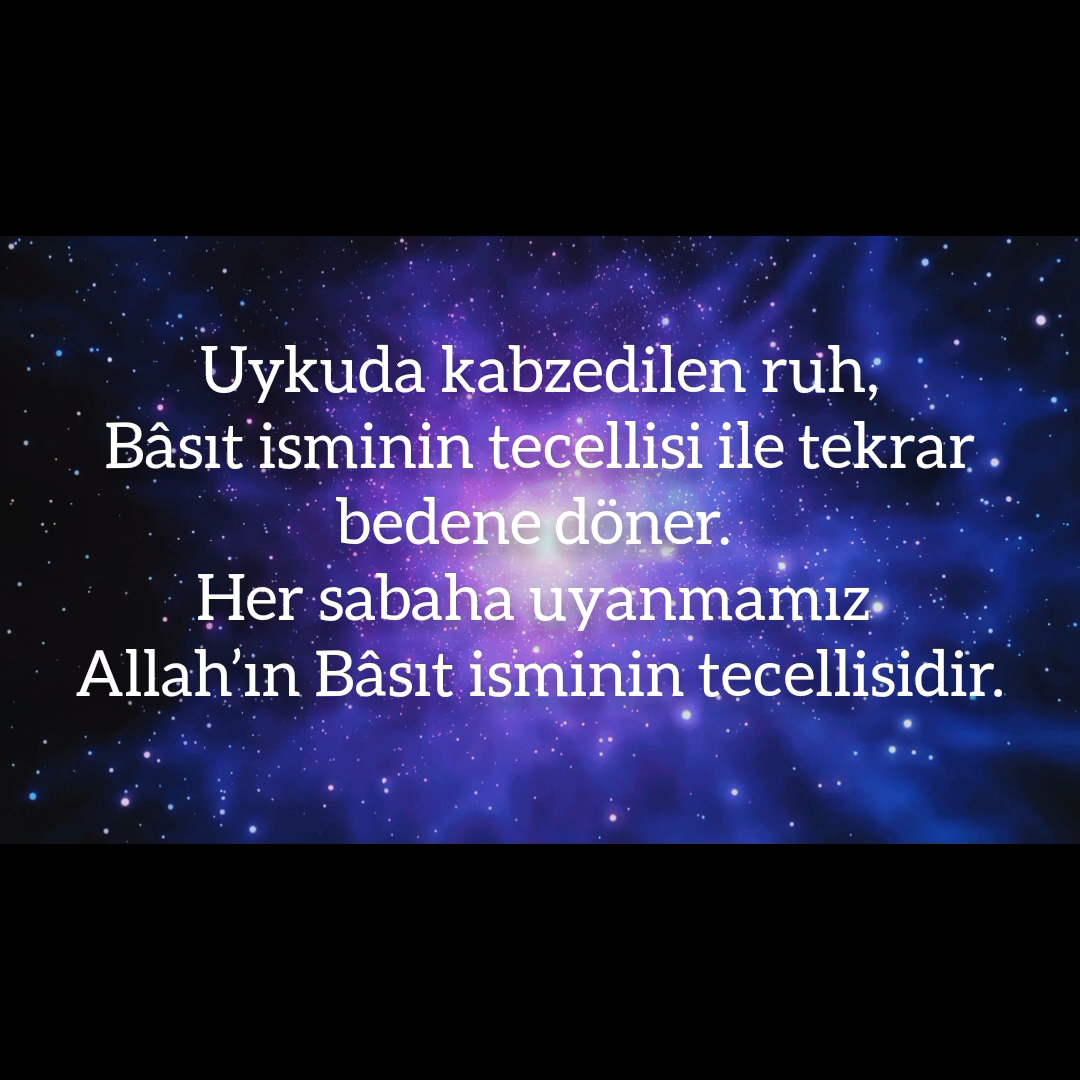 Uykuda kabzedilen ruh,
Bâsıt isminin tecellisi ile tekrar
bedene döner.
Her sabaha uyanmamız
Allah’ın Bâsıt isminin tecellisidir.